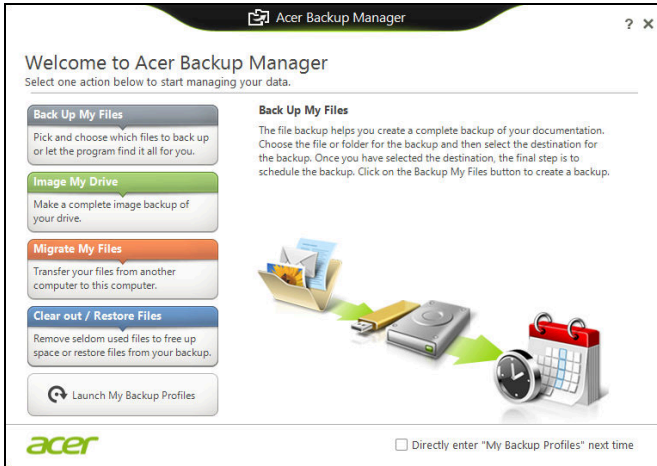 Acer Backup Manager
? X
Welcome to Acer Backup Manager
Select one action below to start managing your data.
Back Up My Files
Pick and choose which files to back up
or let the program find it all for you.
Image My Drive
Make a complete image backup of
your drive.
Migrate My Files
Transfer your files from another
computer to this computer.
Clear out / Restore Files
Remove seldom used files to free up
space or restore files from your backup.
Launch My Backup Profiles
Back Up My Files
The file backup helps you create a complete backup of your documentation.
Choose the file or folder for the backup and then select the destination for
the backup. Once you have selected the destination, the final step is to
schedule the backup. Click on the Backup My Files button to create a backup.
acer
Directly enter "My Backup Profiles" next time